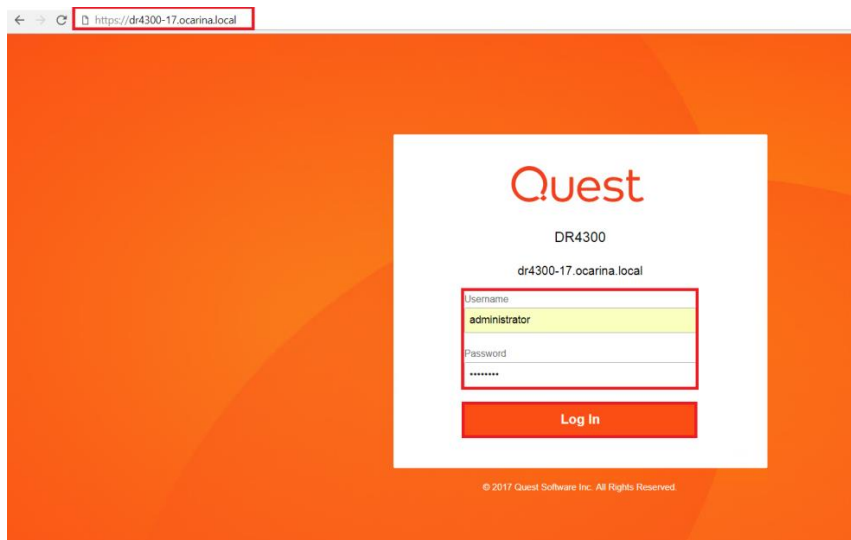 https://dr4300-17.ocarina.local
Quest
DR4300
dr4300-17.ocarina.local
Username
administrator
Password
••••••••
Log In
© 2017 Quest Software Inc. All Rights Reserved.